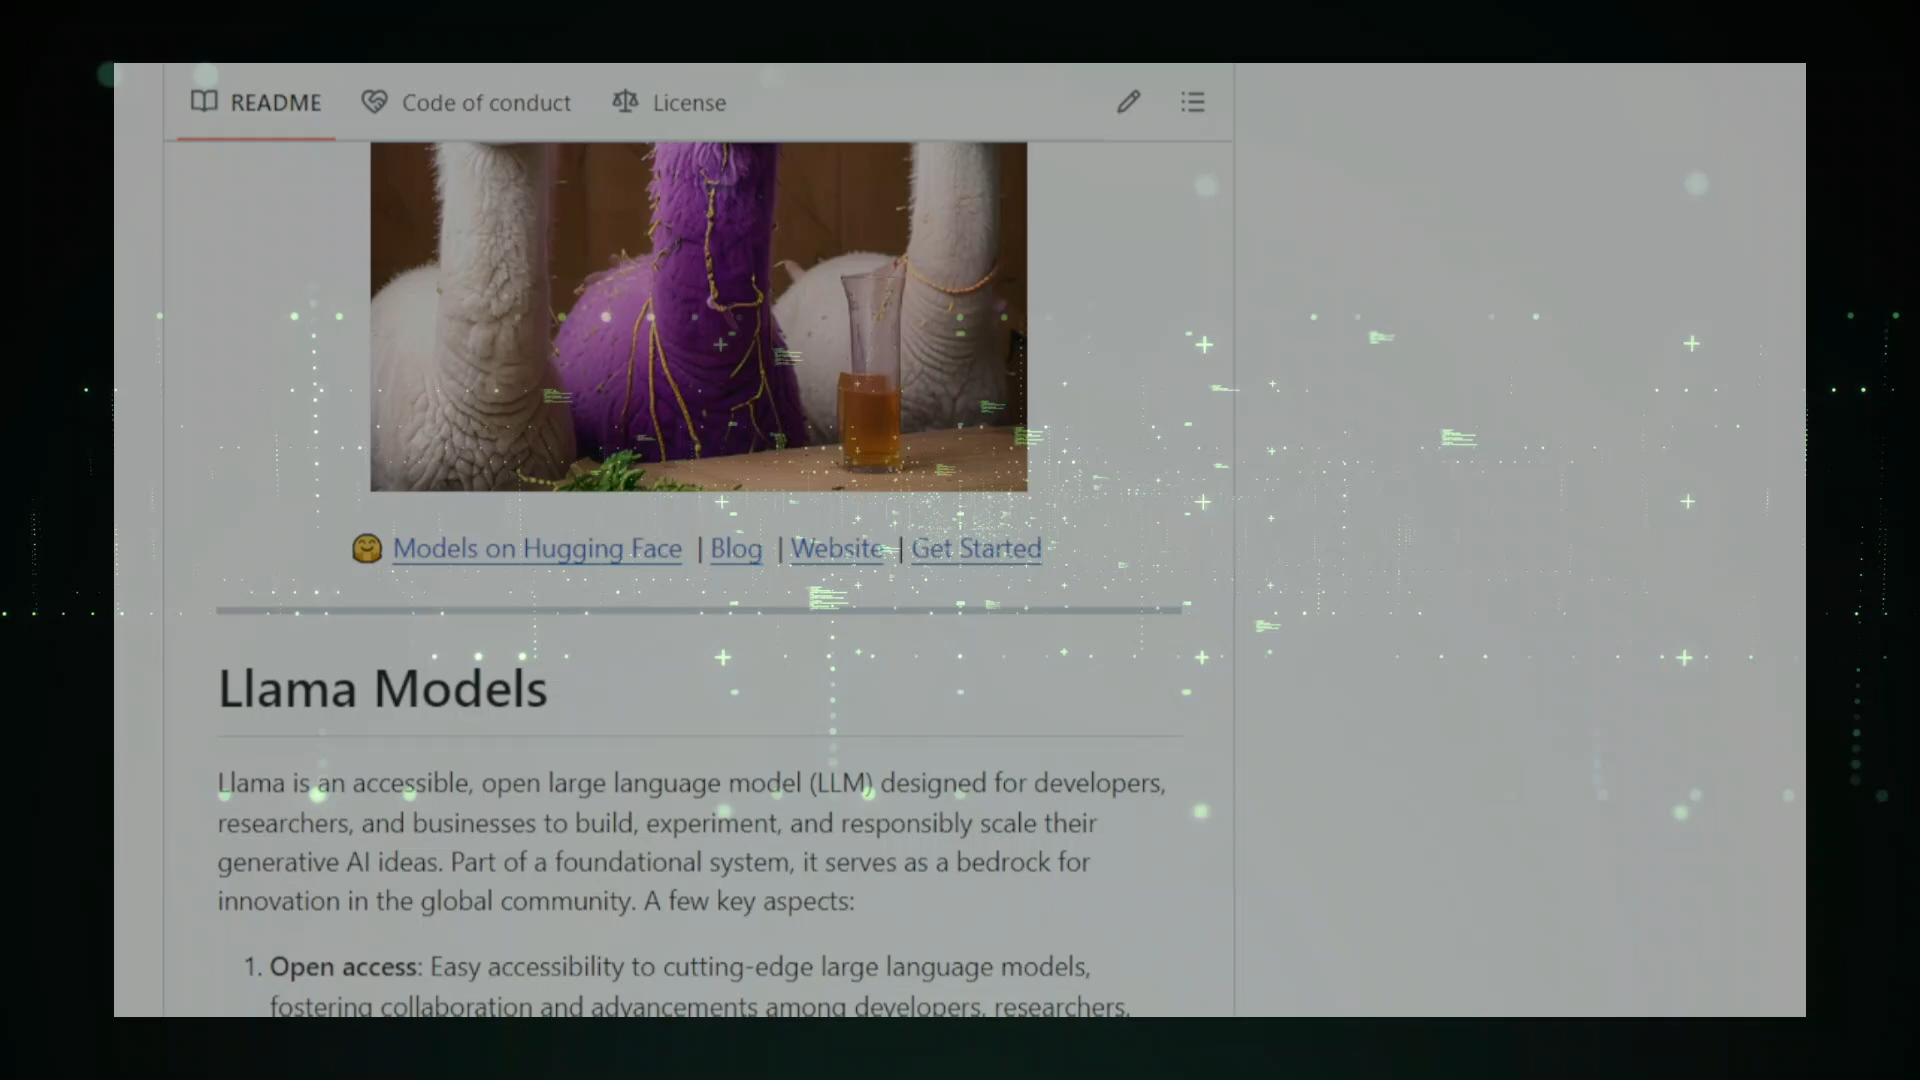 README Code of conduct License
Models on Hugging Face | Blog | Website | Get Started
Llama Models
Llama is an accessible, open large language model (LLM) designed for developers,
researchers, and businesses to build, experiment, and responsibly scale their
generative AI ideas. Part of a foundational system, it serves as a bedrock for
innovation in the global community. A few key aspects:
1. Open access: Easy accessibility to cutting-edge large language models,
fostering collaboration and advancements among developers, researchers,